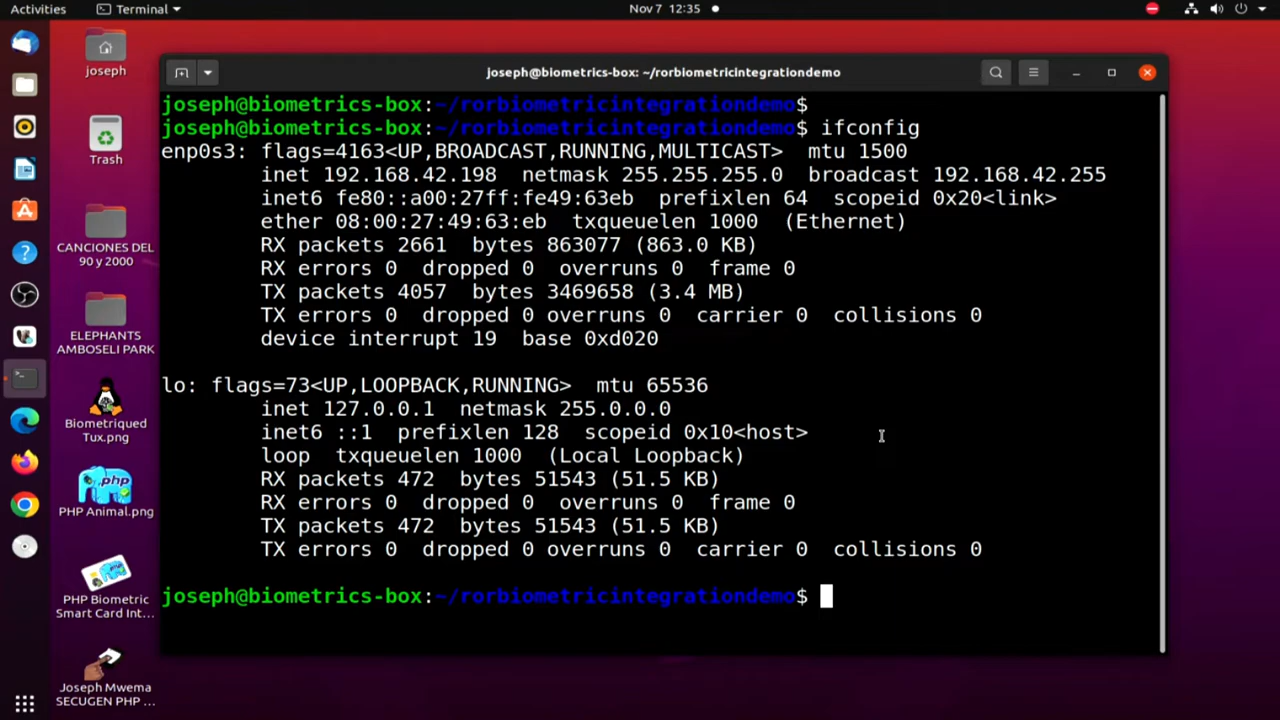 Activities
Terminal
Nov 7 12:35
joseph
Trash
CANCIONES DEL
90 y 2000
ELEPHANTS
AMBOSELI PARK
Biometriqued
Tux.png
php
PHP Animal.png
PHP Biometric
Smart Card Int...
Joseph Mwema
SECUGEN PHP ...
joseph@biometrics-box: ~/rorbiometricintegrationdemo
joseph@biometrics-box:~/rorbiometricintegrationdemo$
joseph@biometrics-box:~/rorbiometricintegrationdemo$ ifconfig
enp0s3: flags=4163<UP,BROADCAST,RUNNING,MULTICAST>  mtu 1500
        inet 192.168.42.198  netmask 255.255.255.0  broadcast 192.168.42.255
        inet6 fe80::a00:27ff:fe49:63eb  prefixlen 64  scopeid 0x20<link>
        ether 08:00:27:49:63:eb  txqueuelen 1000  (Ethernet)
        RX packets 2661  bytes 863077 (863.0 KB)
        RX errors 0  dropped 0  overruns 0  frame 0
        TX packets 4057  bytes 3469658 (3.4 MB)
        TX errors 0  dropped 0 overruns 0  carrier 0  collisions 0
        device interrupt 19  base 0xd020
lo: flags=73<UP,LOOPBACK,RUNNING>  mtu 65536
        inet 127.0.0.1  netmask 255.0.0.0
        inet6 ::1  prefixlen 128  scopeid 0x10<host>
        loop  txqueuelen 1000  (Local Loopback)
        RX packets 472  bytes 51543 (51.5 KB)
        RX errors 0  dropped 0  overruns 0  frame 0
        TX packets 472  bytes 51543 (51.5 KB)
        TX errors 0  dropped 0 overruns 0  carrier 0  collisions 0
joseph@biometrics-box:~/rorbiometricintegrationdemo$